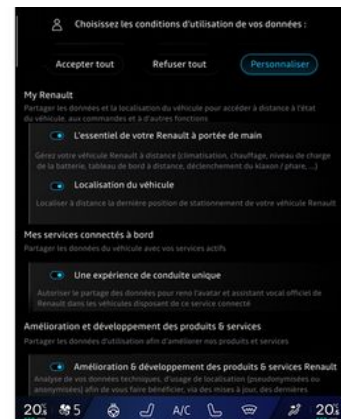 Choisissez les conditions d'utilisation de vos données :
Accepter tout
Refuser tout
Personnaliser
My Renault
Partager les données et la localisation du véhicule pour accéder à distance à l'état
du véhicule, aux commandes et à d'autres fonctions
L'essentiel de votre Renault à portée de main
Gérez votre véhicule Renault à distance (climatisation, chauffage, niveau de charge
de la batterie, tableau de bord à distance, déclenchement du klaxon / phare, ...)
Localisation du véhicule
Localiser à distance la dernière position de stationnement de votre véhicule Renault
Mes services connectés à bord
Partager les données du véhicule avec vos services actifs
Une expérience de conduite unique
Autoriser le partage des données pour reno l'avatar et assistant vocal officiel de
Renault dans les véhicules disposant de ce service connecté
Amélioration et développement des produits & services
Partager les données d'utilisation afin d'améliorer nos produits et services
Amélioration & développement des produits & services Renault
Analyse de vos données techniques, d'usage de localisation (pseudonymisées ou
anonymisées) afin de vous faire bénéficier, via des mises à jour, des dernières
20 5 A/C 20